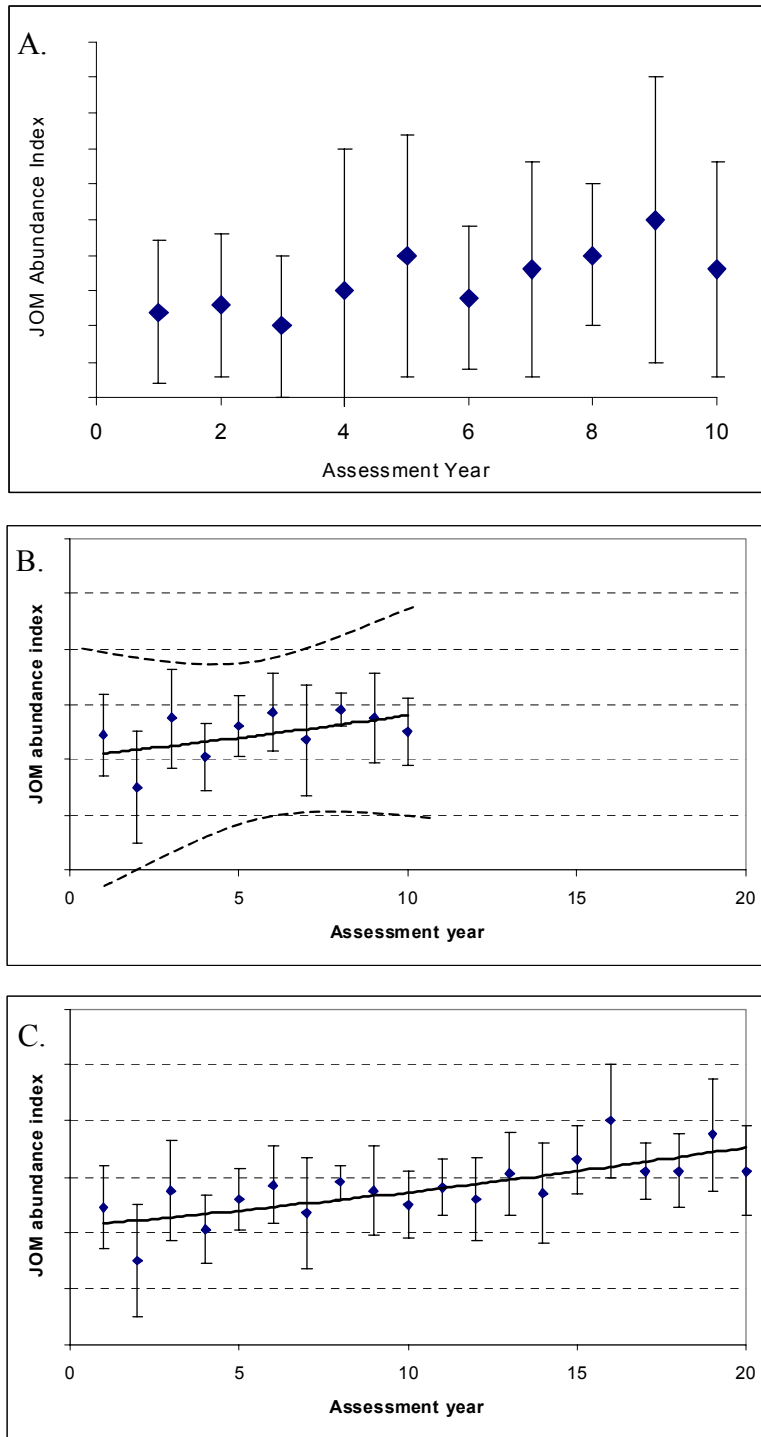 A.
JOM Abundance Index
0 2 4 6 8 10
Assessment Year
B.
JOM abundance index
0 5 10 15 20
Assessment year
C.
JOM abundance index
0 5 10 15 20
Assessment year